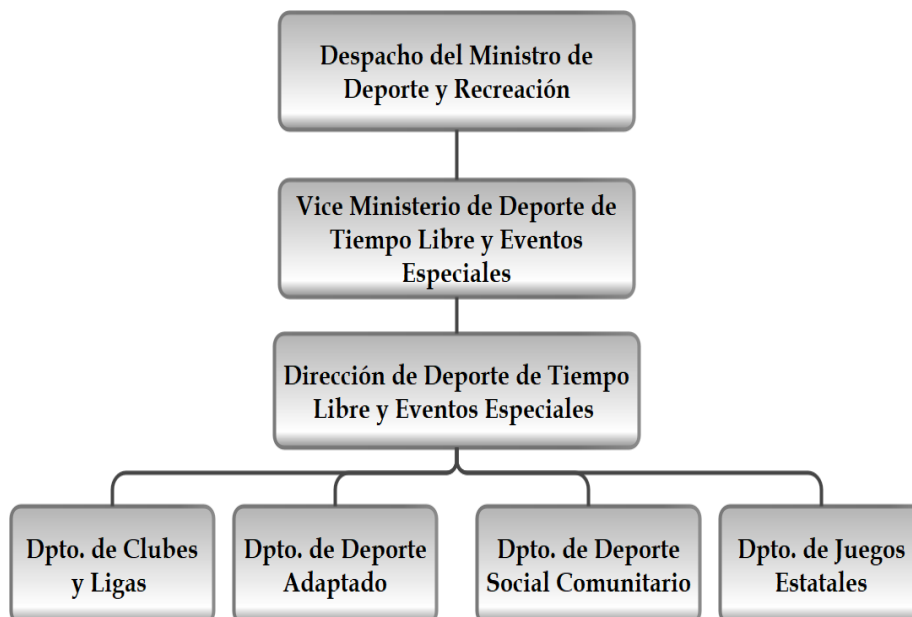 Despacho del Ministro de
Deporte y Recreación
Vice Ministerio de Deporte de
Tiempo Libre y Eventos
Especiales
Dirección de Deporte de Tiempo
Libre y Eventos Especiales
Dpto. de Clubes
y Ligas
Dpto. de Deporte
Adaptado
Dpto. de Deporte
Social Comunitario
Dpto. de Juegos
Estatales